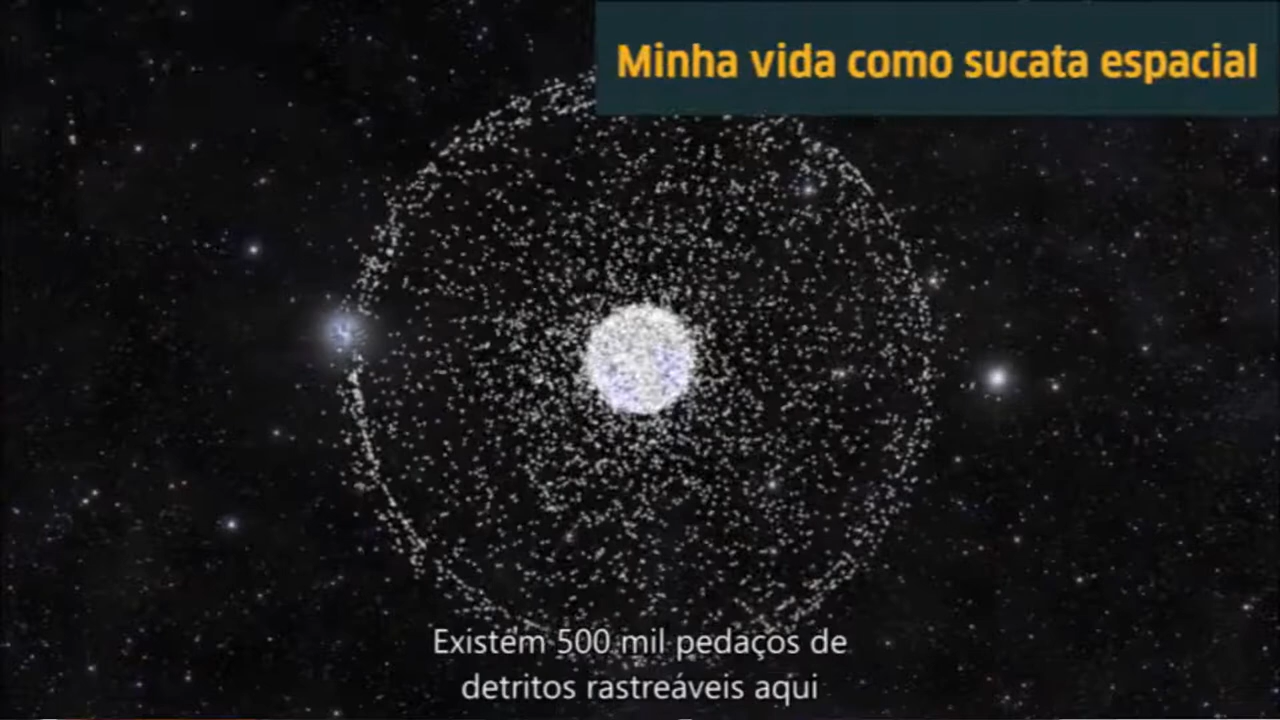 Minha vida como sucata espacial
Existem 500 mil pedaços de
detritos rastreáveis aqui